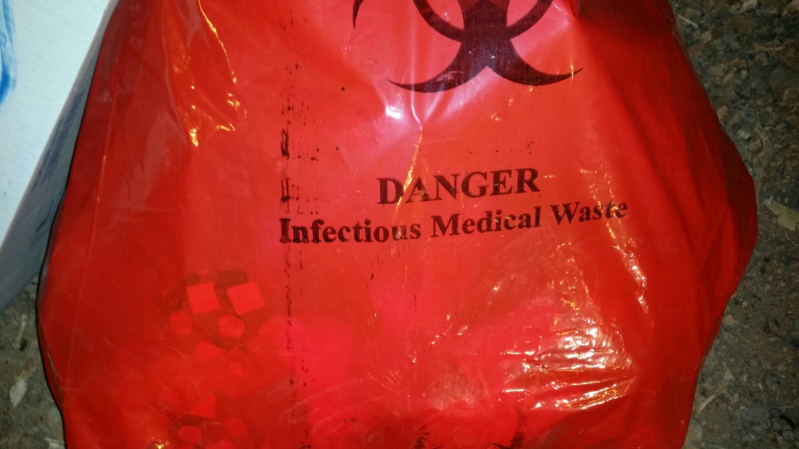 DANGER
Infectious Medical Waste